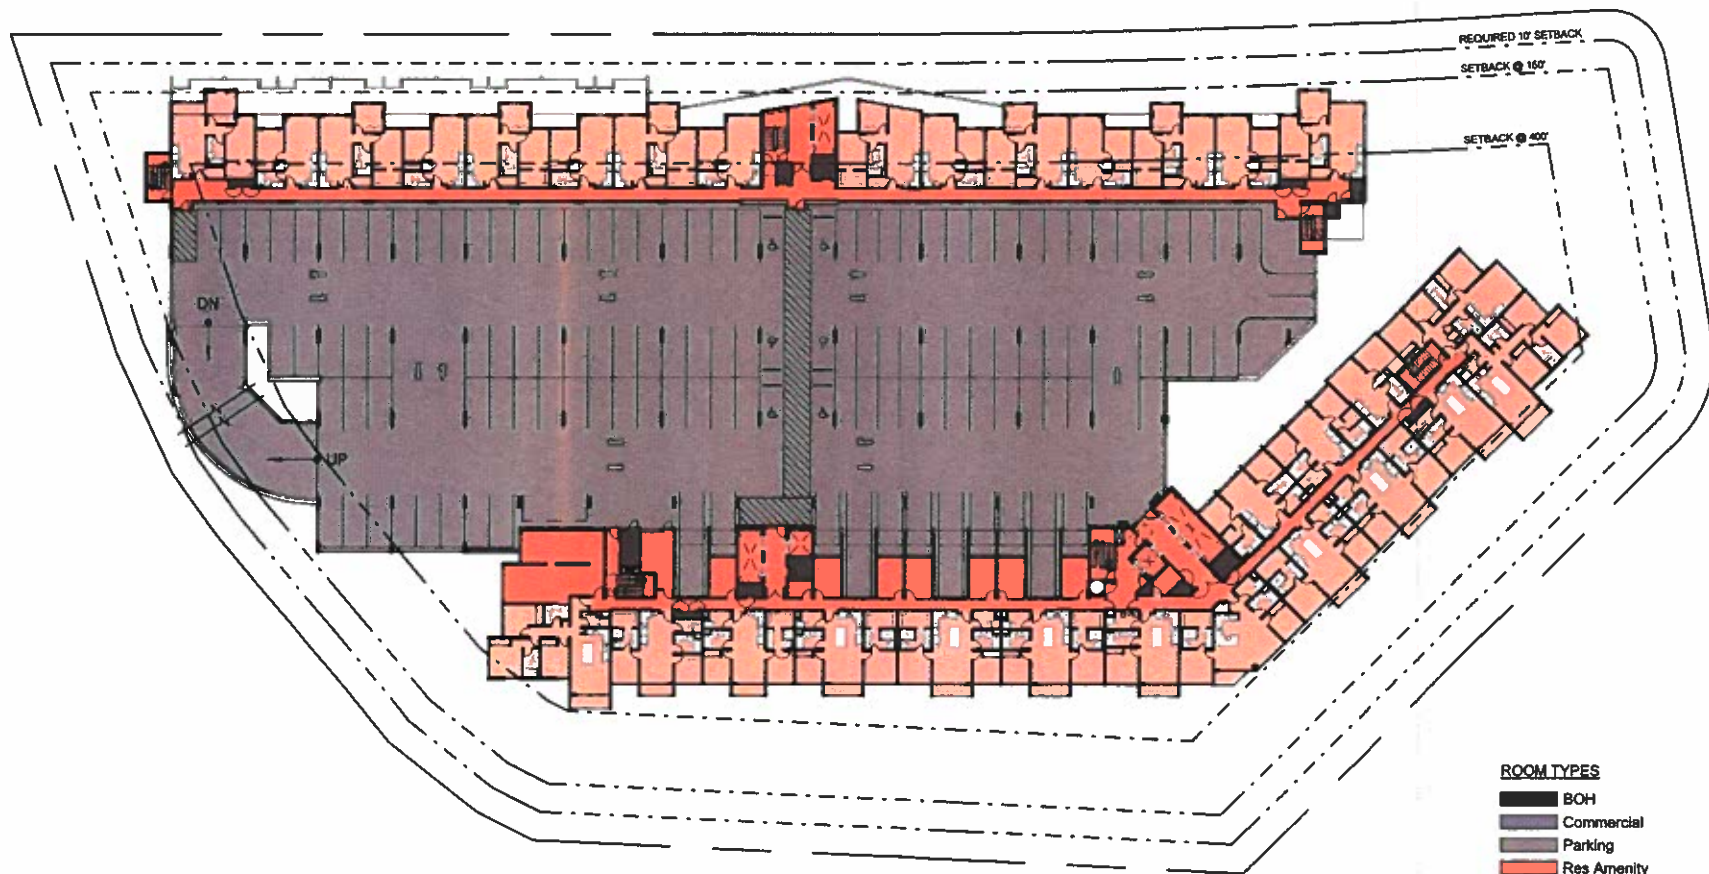 REQUIRED 10' SETBACK
SETBACK @ 150'
SETBACK @ 400'
DN
UP
ROOM TYPES
BOH
Commercial
Parking
Res Amenity